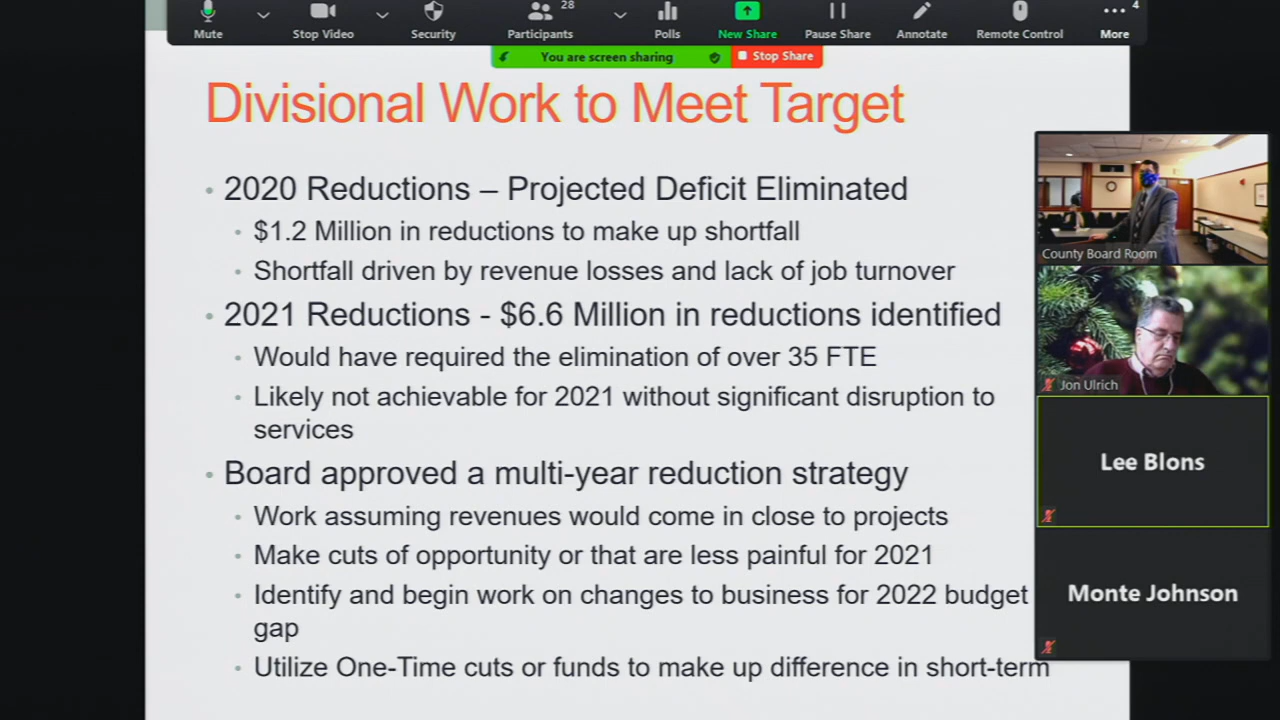 28
4
Mute
Stop Video
Security
Participants
Polls
New Share
Pause Share
Annotate
Remote Control
More
You are screen sharing
Stop Share
Divisional Work to Meet Target
• 2020 Reductions – Projected Deficit Eliminated
• $1.2 Million in reductions to make up shortfall
• Shortfall driven by revenue losses and lack of job turnover
• 2021 Reductions - $6.6 Million in reductions identified
• Would have required the elimination of over 35 FTE
• Likely not achievable for 2021 without significant disruption to
services
• Board approved a multi-year reduction strategy
• Work assuming revenues would come in close to projects
• Make cuts of opportunity or that are less painful for 2021
• Identify and begin work on changes to business for 2022 budget
gap
• Utilize One-Time cuts or funds to make up difference in short-term
County Board Room
Jon Ulrich
Lee Blons
Monte Johnson